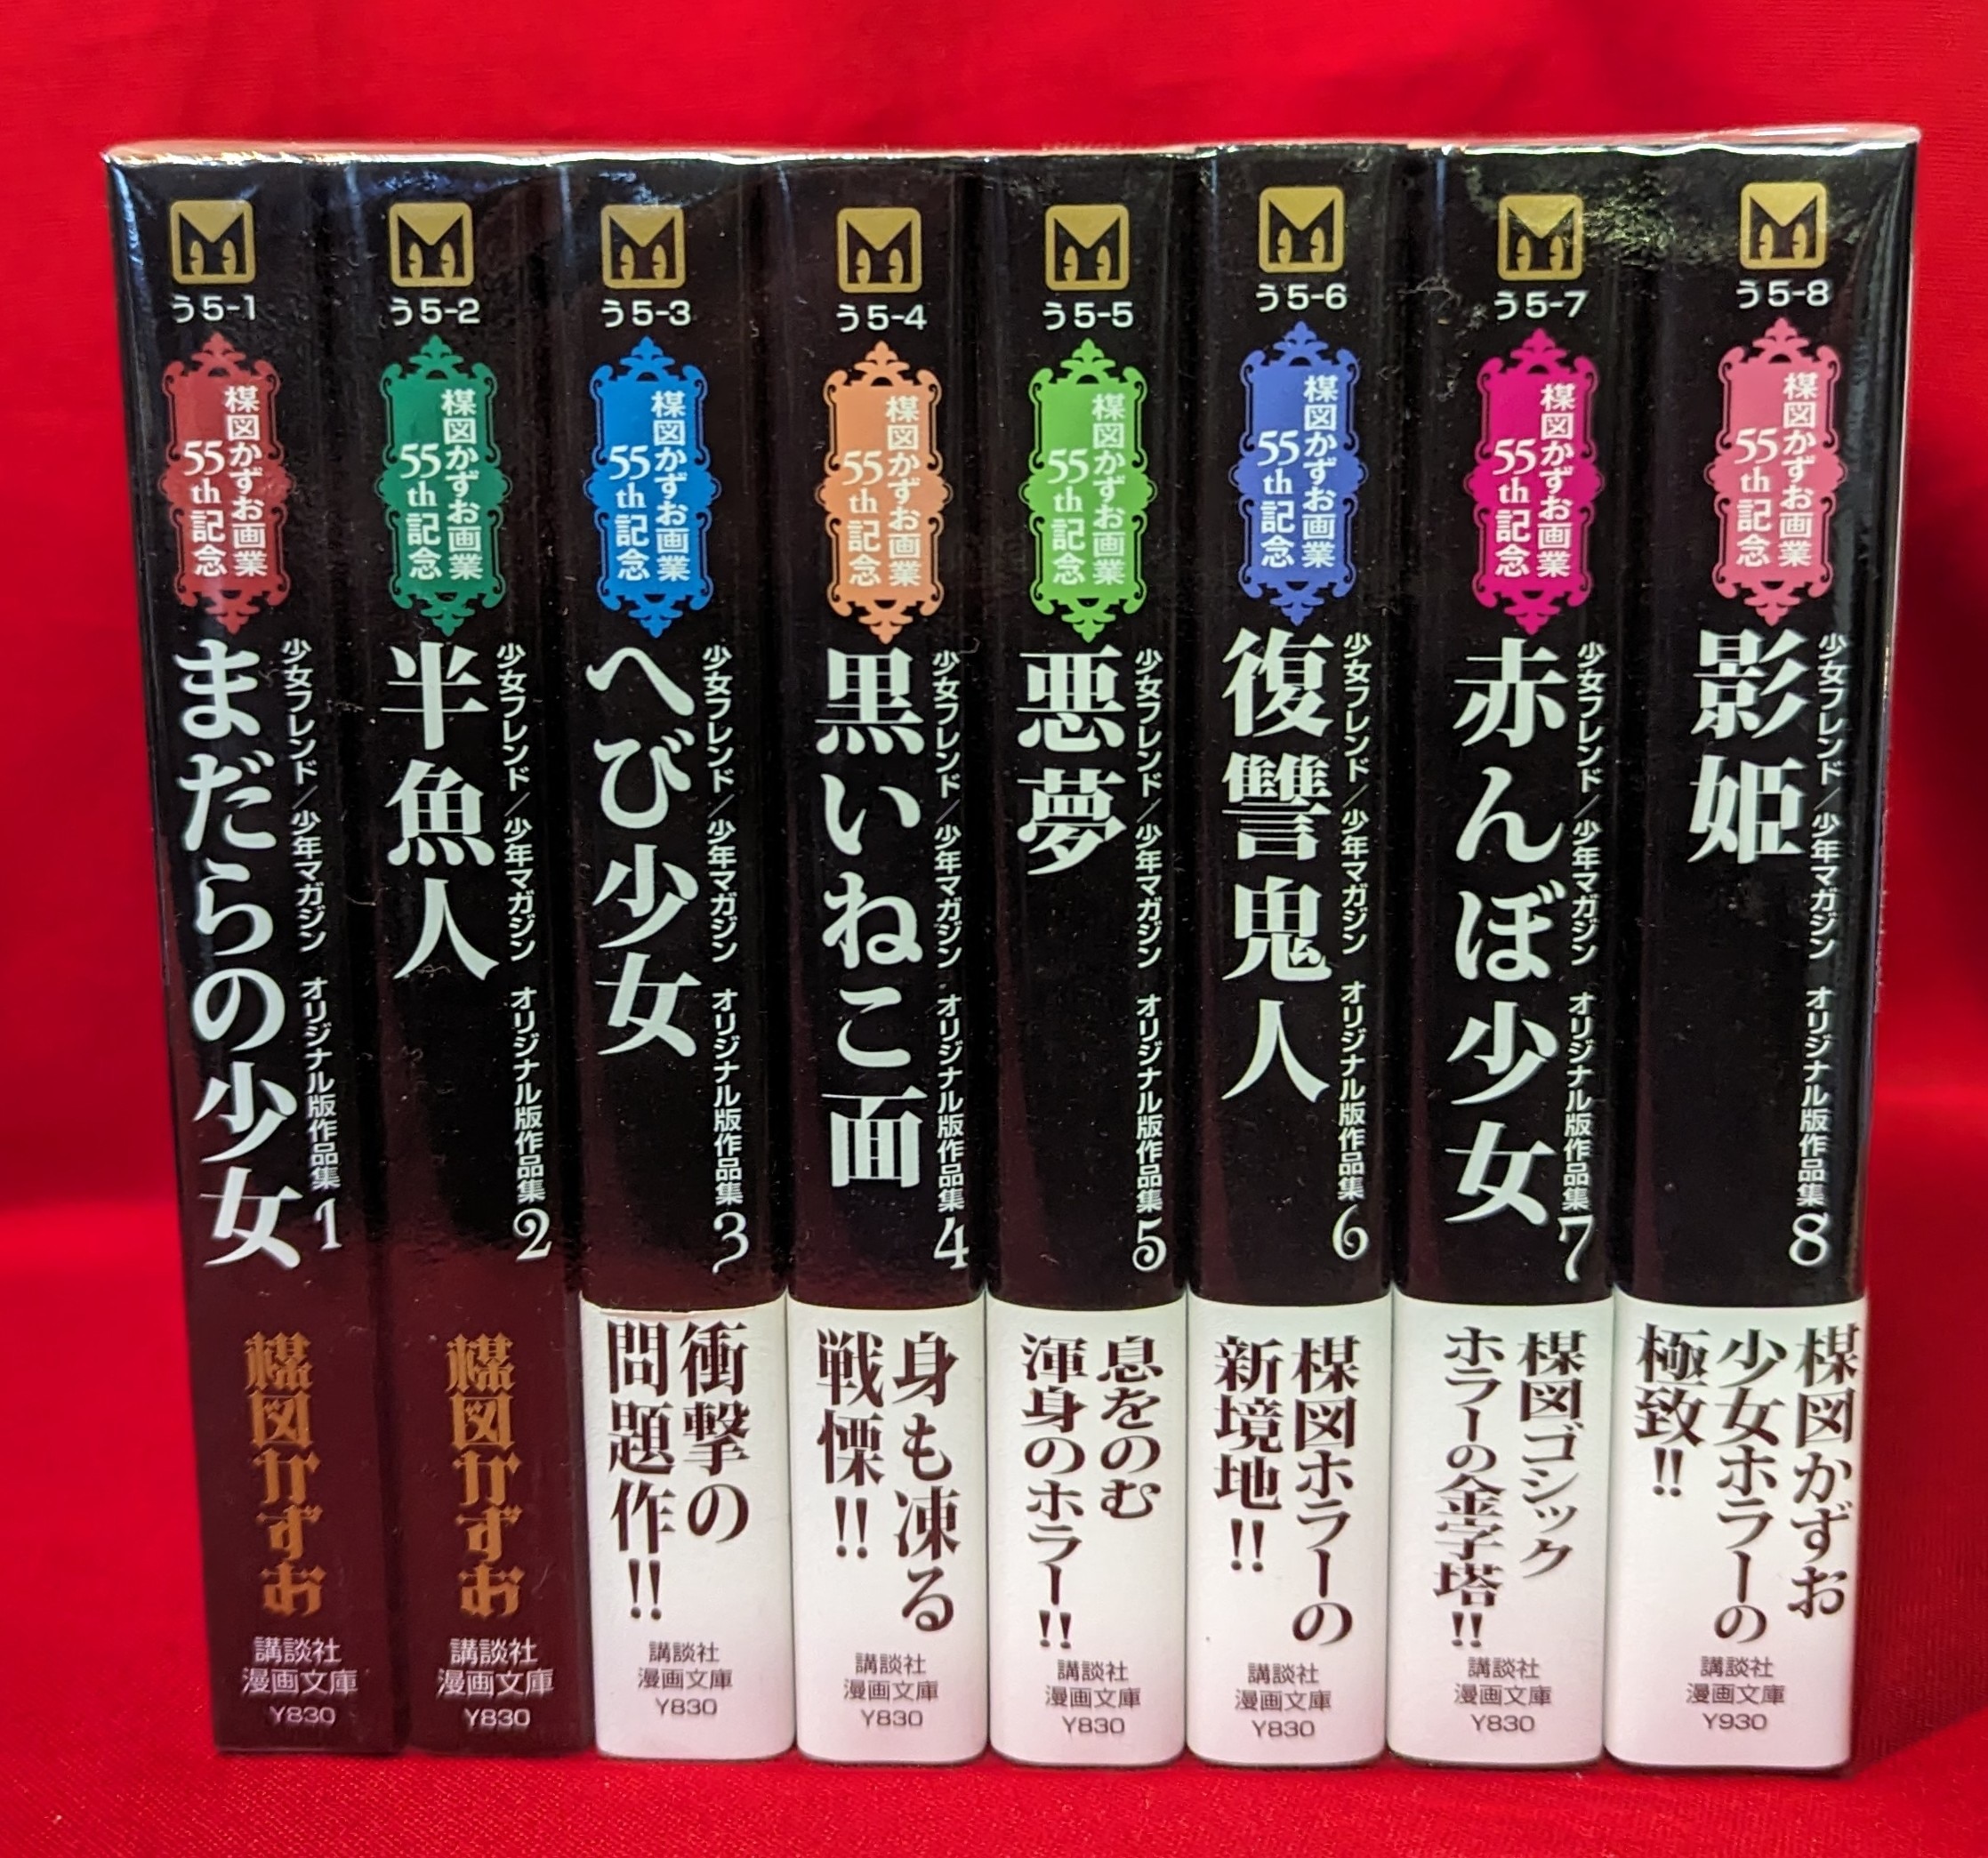 う5-1
楳図かずお画業
55th記念
少女フレンド/少年マガジン オリジナル版作品集1
まだらの少女
楳図かずお
講談社
漫画文庫
Y830
う5-2
楳図かずお画業
55th記念
少女フレンド/少年マガジン オリジナル版作品集2
半魚人
楳図かずお
講談社
漫画文庫
Y830
う5-3
楳図かずお画業
55th記念
少女フレンド/少年マガジン オリジナル版作品集3
へび少女
衝撃の
問題作!!
講談社
漫画文庫
Y830
う5-4
楳図かずお画業
55th記念
少女フレンド/少年マガジン オリジナル版作品集4
黒いねこ面
身も凍る
戦慄!!
講談社
漫画文庫
Y830
う5-5
楳図かずお画業
55th記念
少女フレンド/少年マガジン オリジナル版作品集5
悪夢
息をのむ
渾身のホラー!!
講談社
漫画文庫
Y830
う5-6
楳図かずお画業
55th記念
少女フレンド/少年マガジン オリジナル版作品集6
復讐鬼人
楳図ホラーの
新境地!!
講談社
漫画文庫
Y830
う5-7
楳図かずお画業
55th記念
少女フレンド/少年マガジン オリジナル版作品集7
赤んぼ少女
楳図ゴシック
ホラーの金字塔!!
講談社
漫画文庫
Y830
う5-8
楳図かずお画業
55th記念
少女フレンド/少年マガジン オリジナル版作品集8
影姫
楳図かずお
少女ホラーの
極致!!
講談社
漫画文庫
Y930